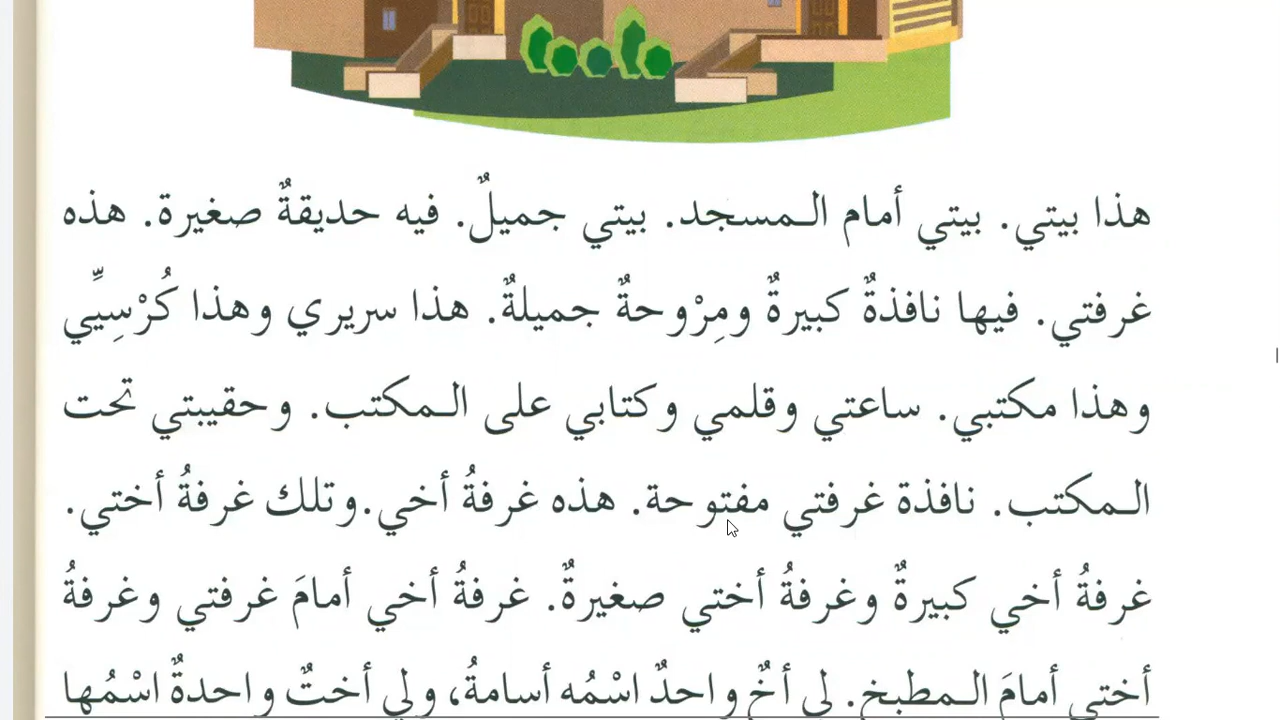 هذا بيتي. بيتي أمام المسجد. بيتي جميلٌ. فيه حديقةٌ صغيرة. هذه
غرفتي. فيها نافذةٌ كبيرةٌ ومِرْوحةٌ جميلةٌ. هذا سريري وهذا كُرْسِيِّي
وهذا مكتبي. ساعتي وقلمي وكتابي على المكتب. وحقيبتي تحت
المكتب. نافذة غرفتي مفتوحة. هذه غرفةُ أخي.وتلك غرفةُ أختي.
غرفةُ أخي كبيرةٌ وغرفةُ أختي صغيرةٌ. غرفةُ أخي أمامَ غرفتي وغرفةُ
أختي أمامَ المطبخ. لي أخٌ واحدٌ اسْمُه أسامةُ، ولي أختٌ واحدةٌ اسْمُها